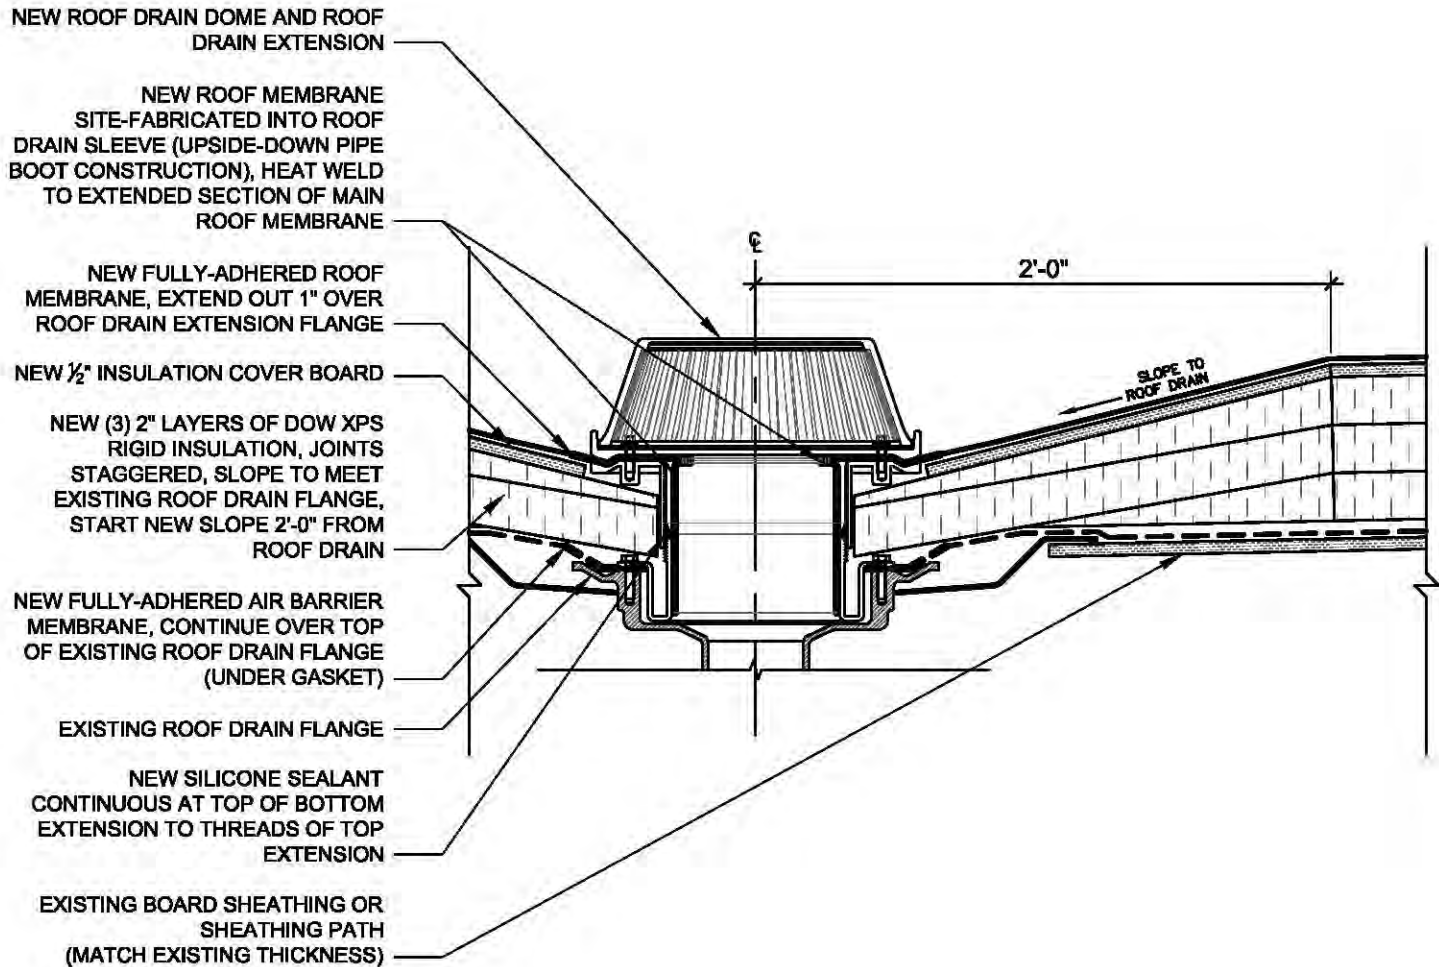 NEW ROOF DRAIN DOME AND ROOF
DRAIN EXTENSION
NEW ROOF MEMBRANE
SITE-FABRICATED INTO ROOF
DRAIN SLEEVE (UPSIDE-DOWN PIPE
BOOT CONSTRUCTION), HEAT WELD
TO EXTENDED SECTION OF MAIN
ROOF MEMBRANE
NEW FULLY-ADHERED ROOF
MEMBRANE, EXTEND OUT 1" OVER
ROOF DRAIN EXTENSION FLANGE
NEW ½" INSULATION COVER BOARD
NEW (3) 2" LAYERS OF DOW XPS
RIGID INSULATION, JOINTS
STAGGERED, SLOPE TO MEET
EXISTING ROOF DRAIN FLANGE,
START NEW SLOPE 2'-0" FROM
ROOF DRAIN
NEW FULLY-ADHERED AIR BARRIER
MEMBRANE, CONTINUE OVER TOP
OF EXISTING ROOF DRAIN FLANGE
(UNDER GASKET)
EXISTING ROOF DRAIN FLANGE
NEW SILICONE SEALANT
CONTINUOUS AT TOP OF BOTTOM
EXTENSION TO THREADS OF TOP
EXTENSION
EXISTING BOARD SHEATHING OR
SHEATHING PATH
(MATCH EXISTING THICKNESS)
℄
2'-0"
SLOPE TO
ROOF DRAIN